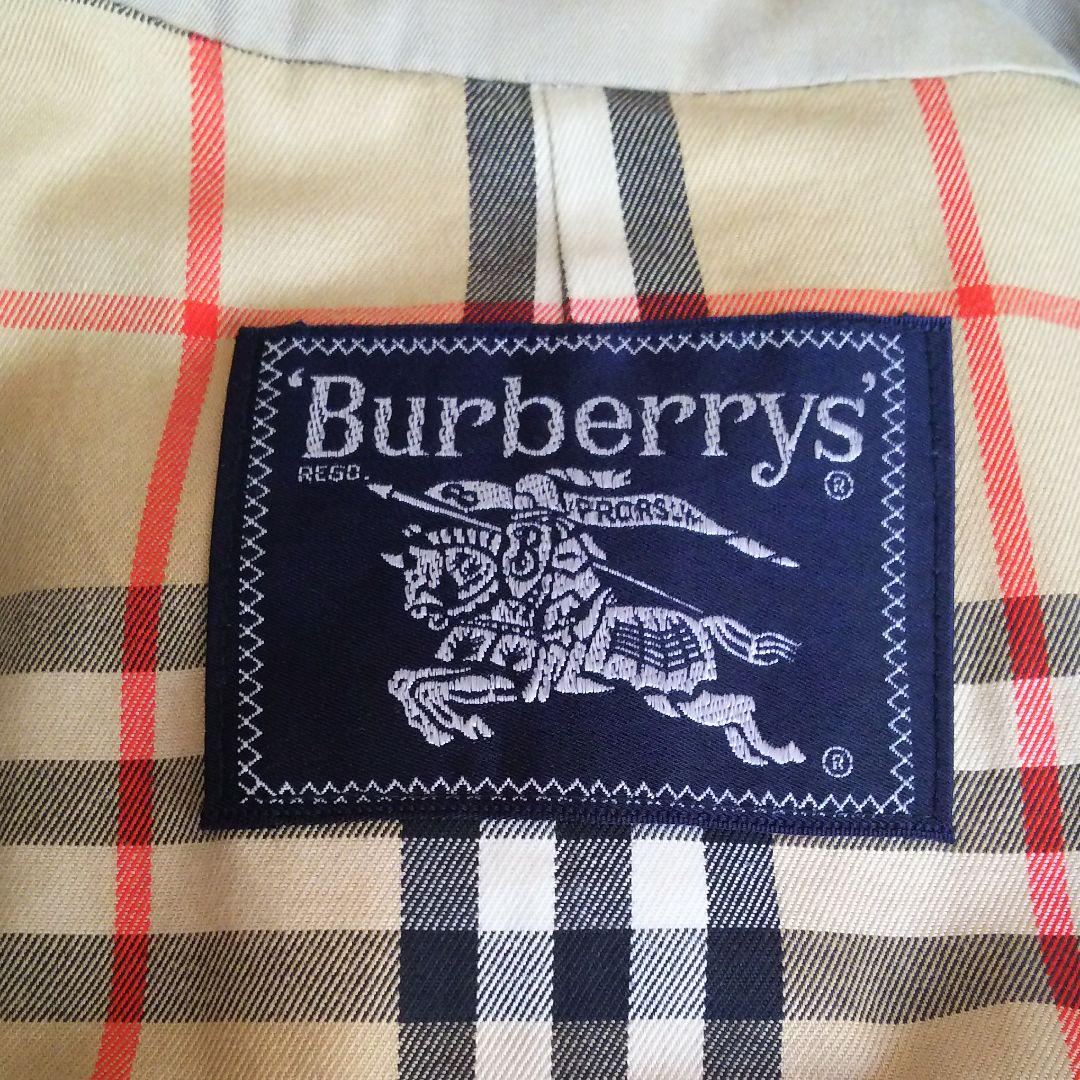 'Burberrys'
REGD. ®
PRORSUM
®